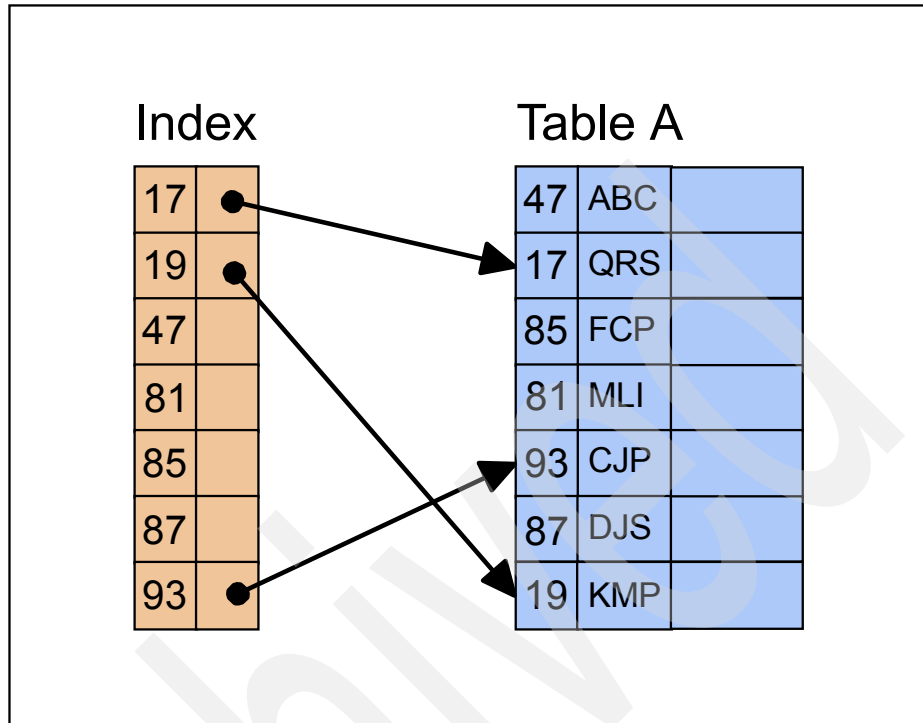 Index
17
19
47
81
85
87
93
Table A
47 ABC
17 QRS
85 FCP
81 MLI
93 CJP
87 DJS
19 KMP
hived